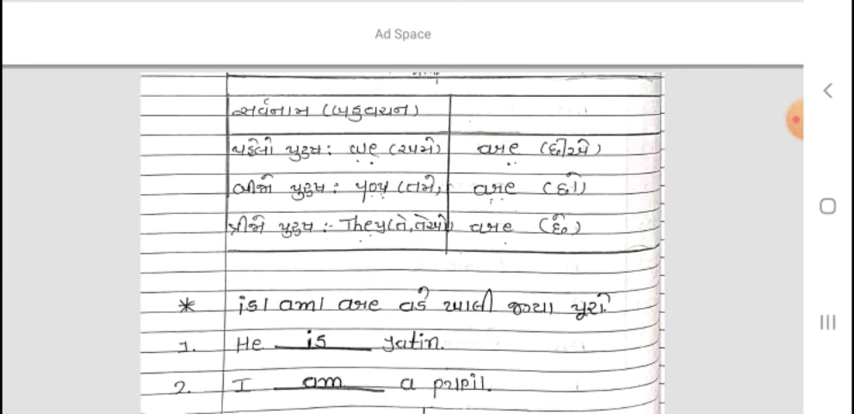 Ad Space
સર્વનામ (બહુવચન)
પહેલો પુરુષ: we (અમે) are (છીએ)
બીજો પુરુષ: you (તમે) are (છો)
ત્રીજો પુરુષ :- They(તે,તેઓ) are (છે)
* is/ am/ are વડે ખાલી જગ્યા પૂરો
1. He is Jatin.
2. I am a pupil.